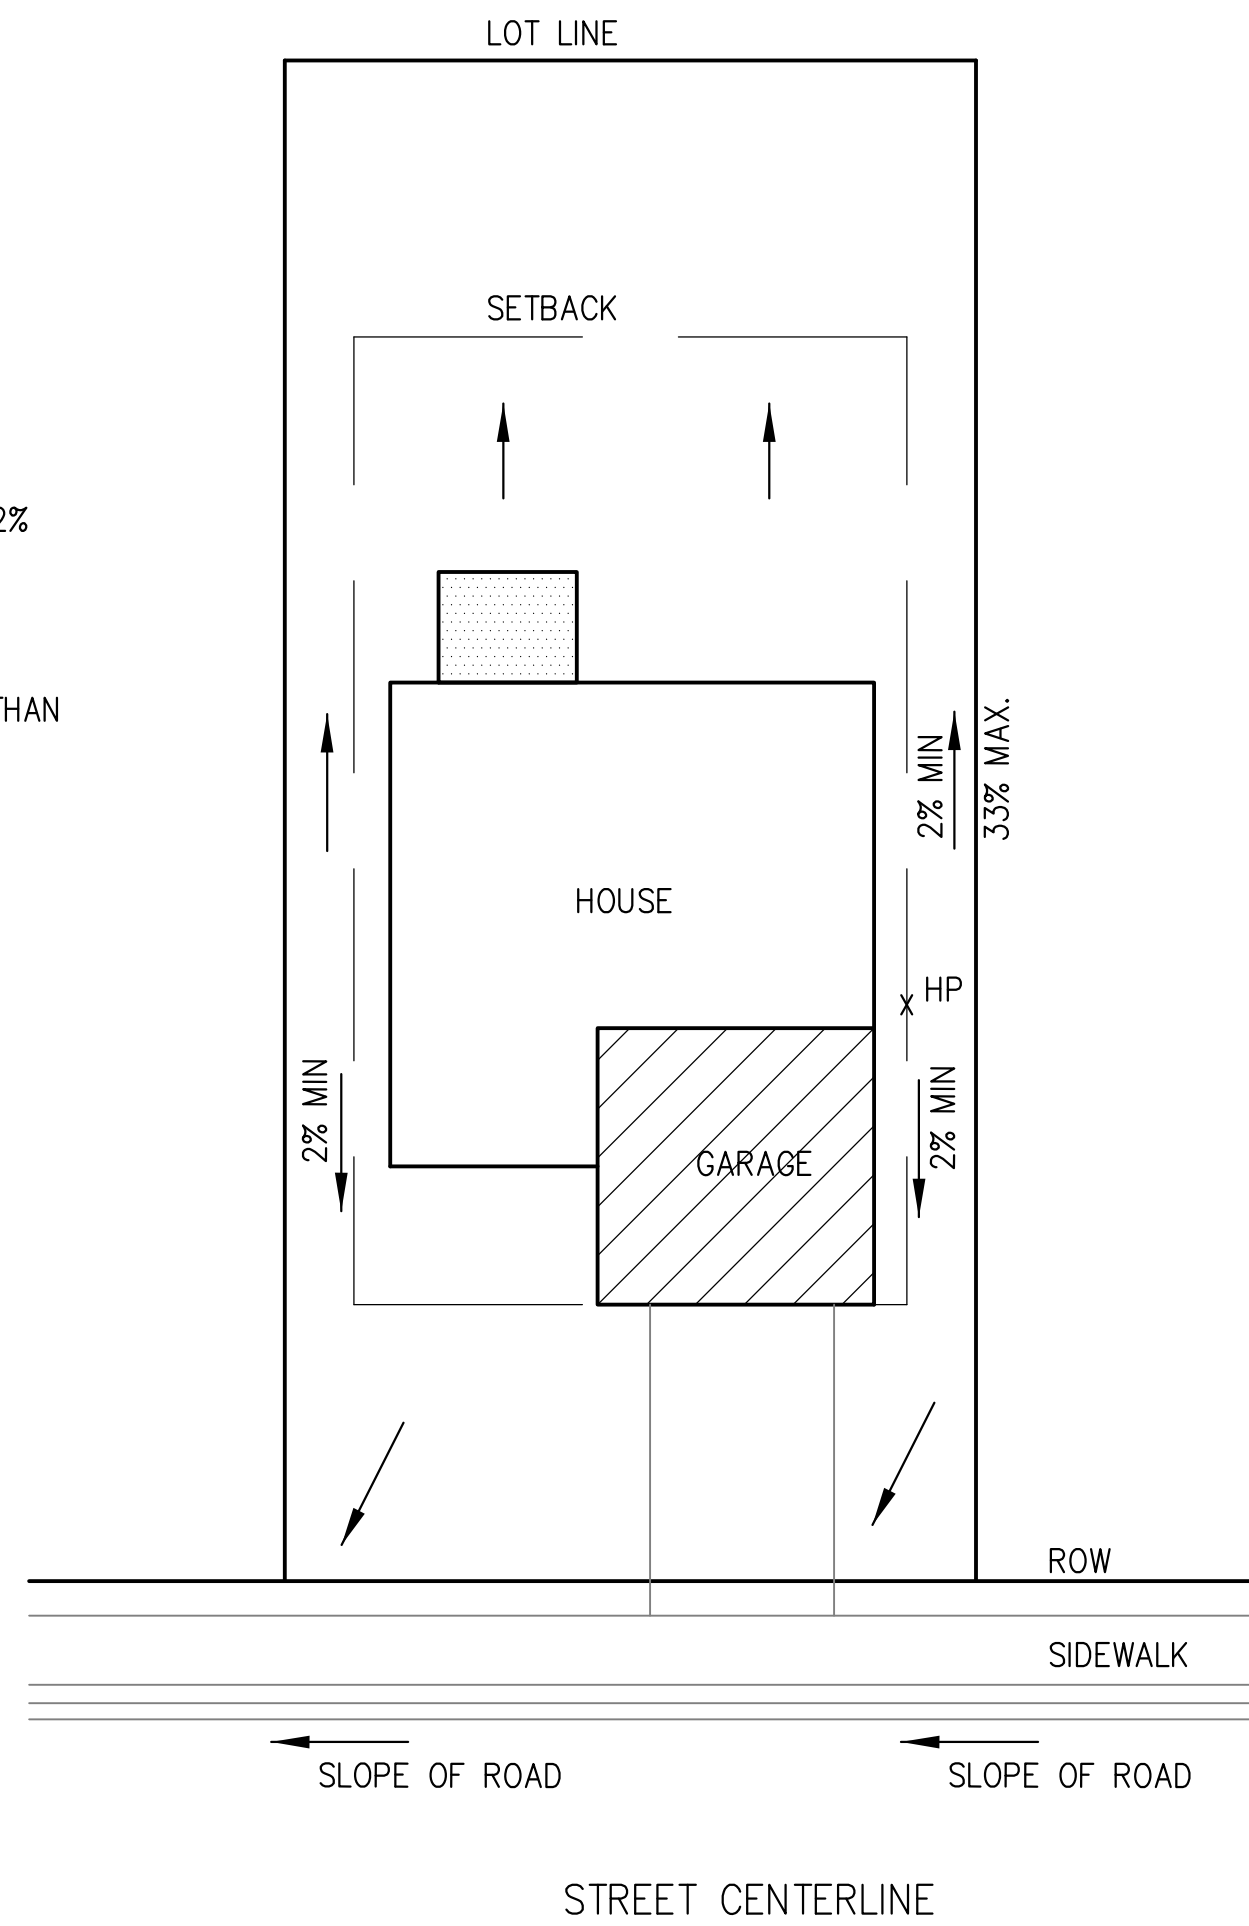 LOT LINE
SETBACK
2%
THAN
2% MIN
33% MAX.
HOUSE
HP
2% MIN
2% MIN
GARAGE
ROW
SIDEWALK
SLOPE OF ROAD
SLOPE OF ROAD
STREET CENTERLINE